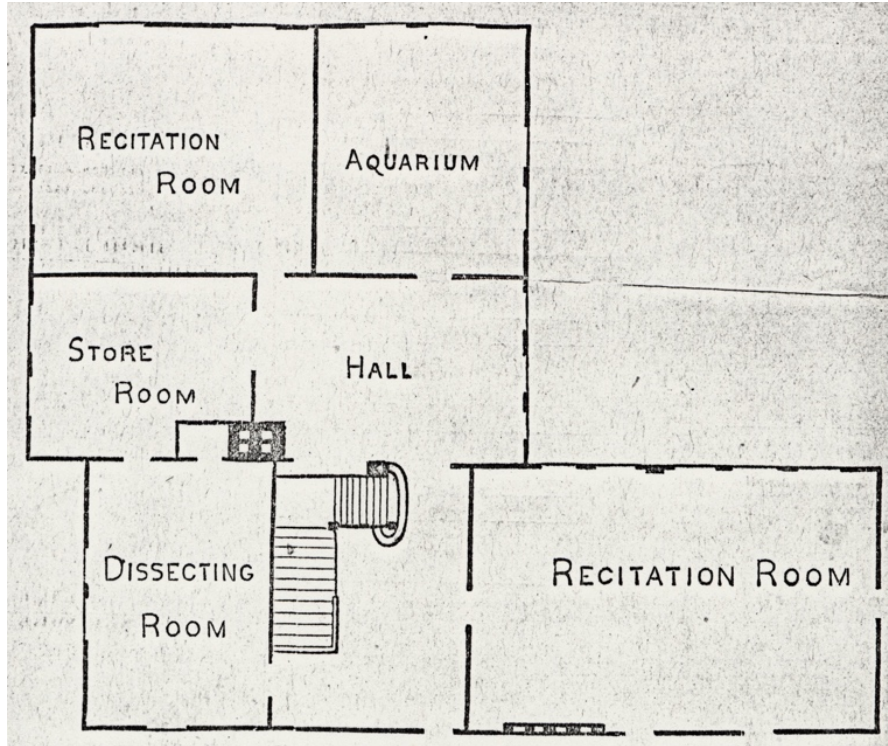 RECITATION
ROOM
AQUARIUM
STORE
ROOM
HALL
DISSECTING
ROOM
RECITATION ROOM